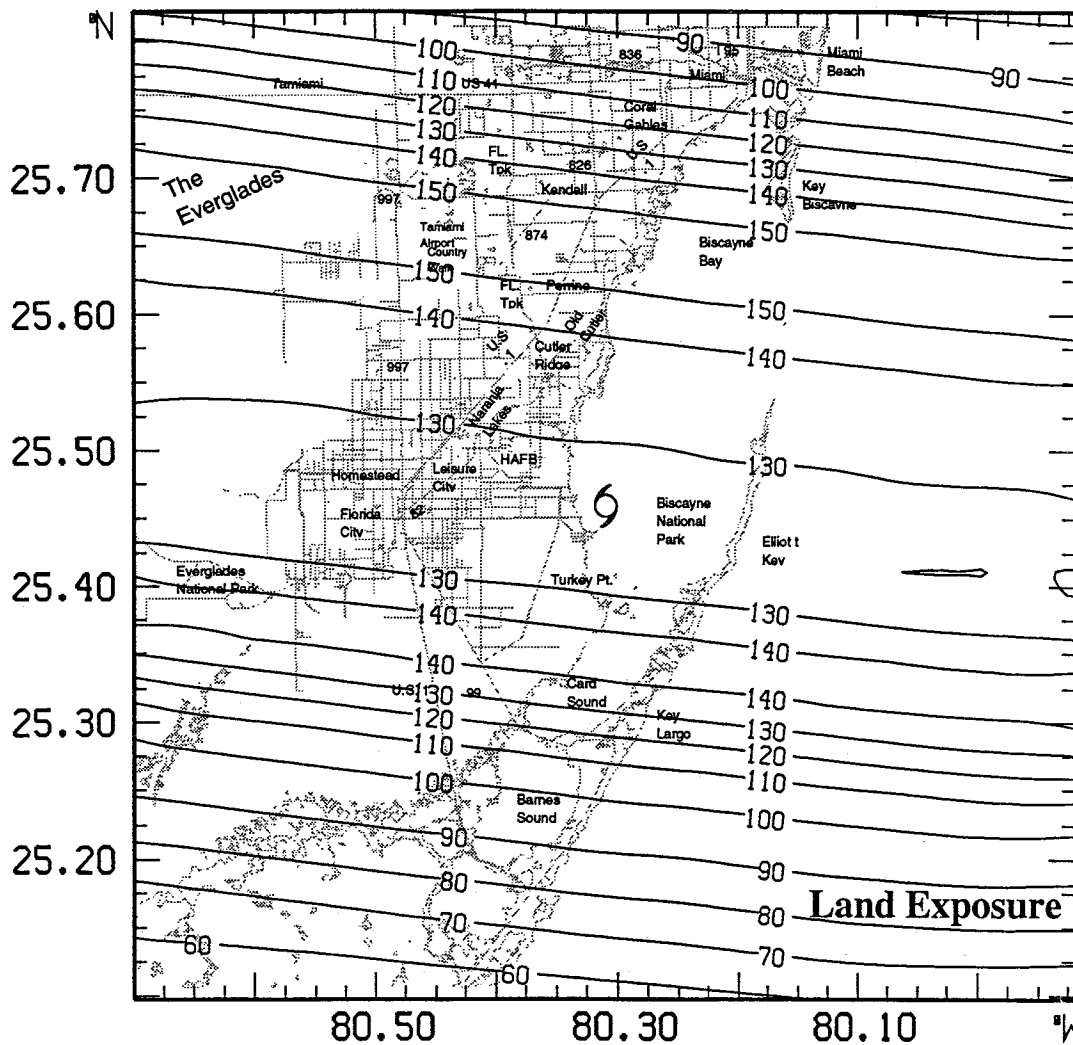 N
90
95
Miami
Beach
836
100
Miami
90
110
US 41
Tamiami
100
120
Coral
Gables
110
130
120
140
FL.
Tpk
U.S
1
826
130
25.70
The
Everglades
150
Kendall
140
Key
Biscayne
997
Tamiami
Airport
Country
874
150
Biscayne
Bay
150
FL.
Tpk
Perrine
150
25.60
140
Old
Cutler
U.S
1
Cutler
Ridge
140
997
Naranja
Lakes
130
25.50
HAFB
130
Homestead
Leisure
City
Florida
City
Biscayne
National
Park
Elliott
Key
Everglades
National Park
130
Turkey Pt.
25.40
140
130
140
140
U.S. 1
130
99
Card
Sound
140
25.30
120
Key
Largo
130
110
120
110
100
Barnes
Sound
100
90
25.20
80
90
70
80
Land Exposure
60
60
70
80.50
80.30
80.10
W